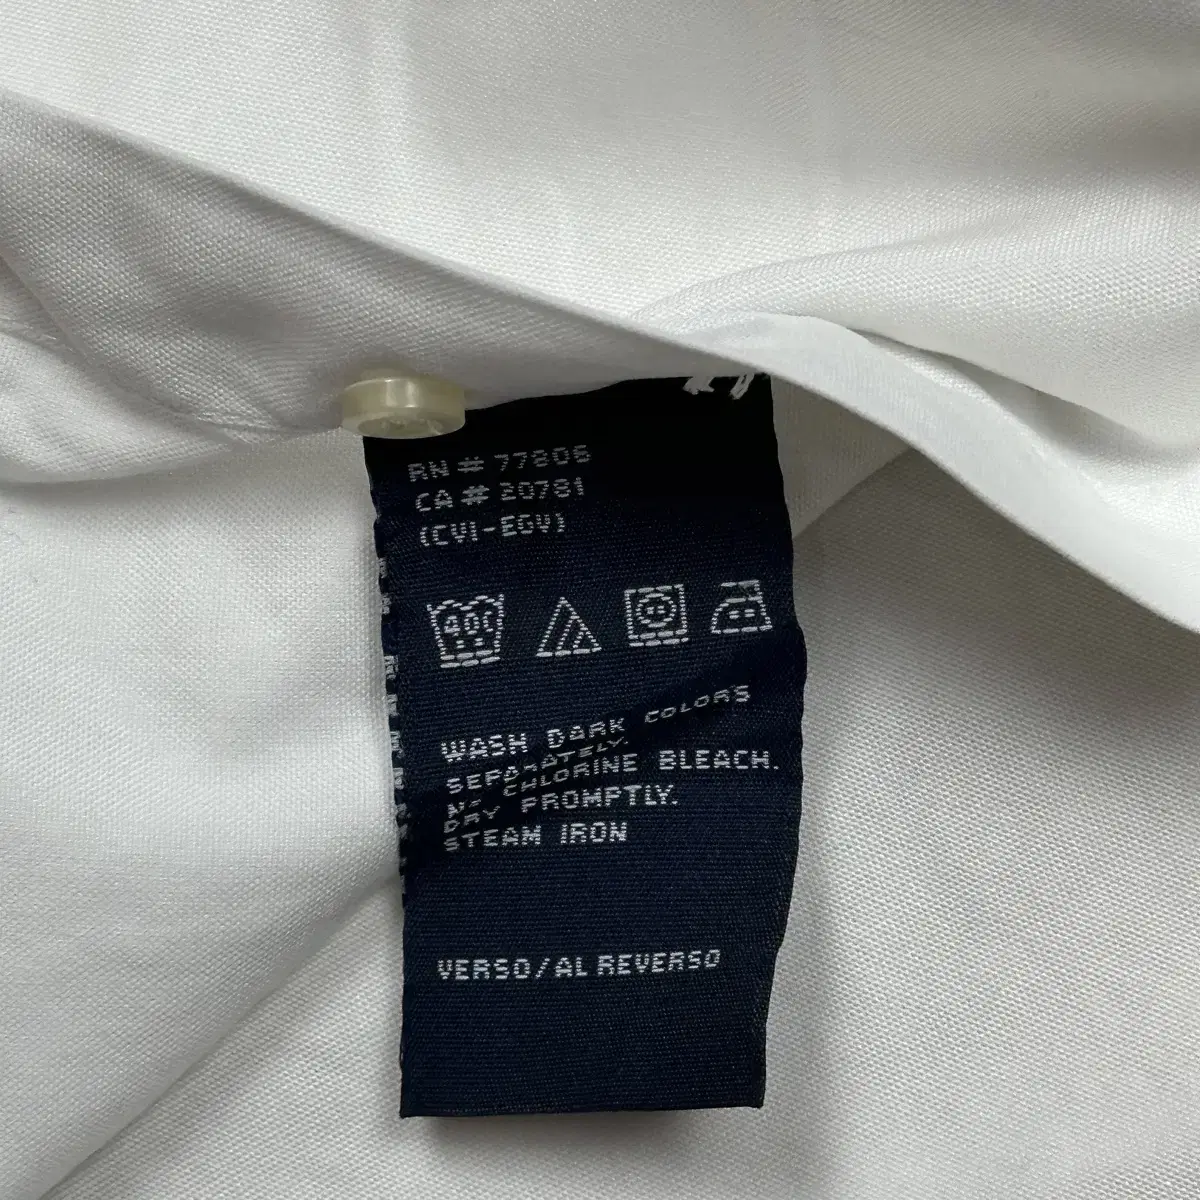 RN # 77806
CA # 20781
(CVI-EGV)
40C
WASH DARK COLORS
SEPARATELY.
NO CHLORINE BLEACH.
DRY PROMPTLY.
STEAM IRON
VERSO/AL REVERSO